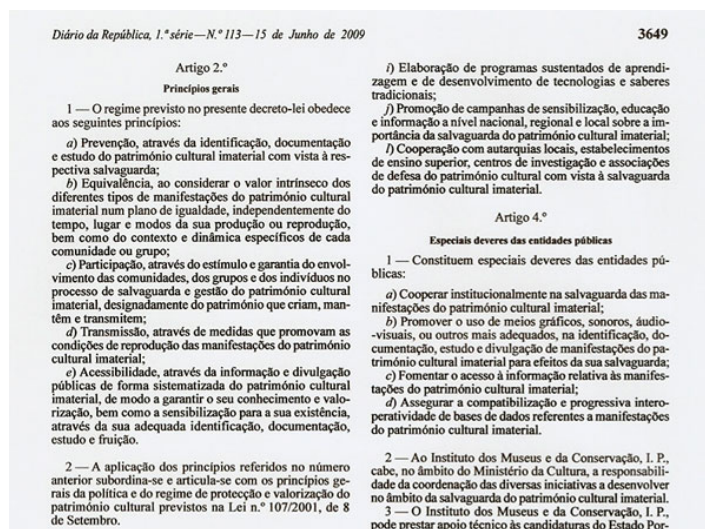 Diário da República, 1.ª série—N.º 113—15 de Junho de 2009
3649
Artigo 2.º
Princípios gerais
1 — O regime previsto no presente decreto-lei obedece
aos seguintes princípios:
a) Prevenção, através da identificação, documentação
e estudo do património cultural imaterial com vista à res-
pectiva salvaguarda;
b) Equivalência, ao considerar o valor intrínseco dos
diferentes tipos de manifestações do património cultural
imaterial num plano de igualdade, independentemente do
tempo, lugar e modos da sua produção ou reprodução,
bem como do contexto e dinâmica específicos de cada
comunidade ou grupo;
c) Participação, através do estímulo e garantia do envol-
vimento das comunidades, dos grupos e dos indivíduos no
processo de salvaguarda e gestão do património cultural
imaterial, designadamente do património que criam, man-
têm e transmitem;
d) Transmissão, através de medidas que promovam as
condições de reprodução das manifestações do património
cultural imaterial;
e) Acessibilidade, através da informação e divulgação
públicas de forma sistematizada do património cultural
imaterial, de modo a garantir o seu conhecimento e valo-
rização, bem como a sensibilização para a sua existência,
através da sua adequada identificação, documentação,
estudo e fruição.
2 — A aplicação dos princípios referidos no número
anterior subordina-se e articula-se com os princípios ge-
rais da política e do regime de protecção e valorização do
património cultural previstos na Lei n.º 107/2001, de 8
de Setembro.
i) Elaboração de programas sustentados de aprendi-
zagem e de desenvolvimento de tecnologias e saberes
tradicionais;
j) Promoção de campanhas de sensibilização, educação
e informação a nível nacional, regional e local sobre a im-
portância da salvaguarda do património cultural imaterial;
l) Cooperação com autarquias locais, estabelecimentos
de ensino superior, centros de investigação e associações
de defesa do património cultural com vista à salvaguarda
do património cultural imaterial.
Artigo 4.º
Especiais deveres das entidades públicas
1 — Constituem especiais deveres das entidades pú-
blicas:
a) Cooperar institucionalmente na salvaguarda das ma-
nifestações do património cultural imaterial;
b) Promover o uso de meios gráficos, sonoros, áudio-
-visuais, ou outros mais adequados, na identificação, do-
cumentação, estudo e divulgação de manifestações do pa-
trimónio cultural imaterial para efeitos da sua salvaguarda;
c) Fomentar o acesso à informação relativa às manifes-
tações do património cultural imaterial;
d) Assegurar a compatibilização e progressiva intero-
peratividade de bases de dados referentes a manifestações
do património cultural imaterial.
2 — Ao Instituto dos Museus e da Conservação, I. P.,
cabe, no âmbito do Ministério da Cultura, a responsabili-
dade da coordenação das diversas iniciativas a desenvolver
no âmbito da salvaguarda do património cultural imaterial.
3 — O Instituto dos Museus e da Conservação, I. P.,
pode prestar apoio técnico às candidaturas do Estado Por-